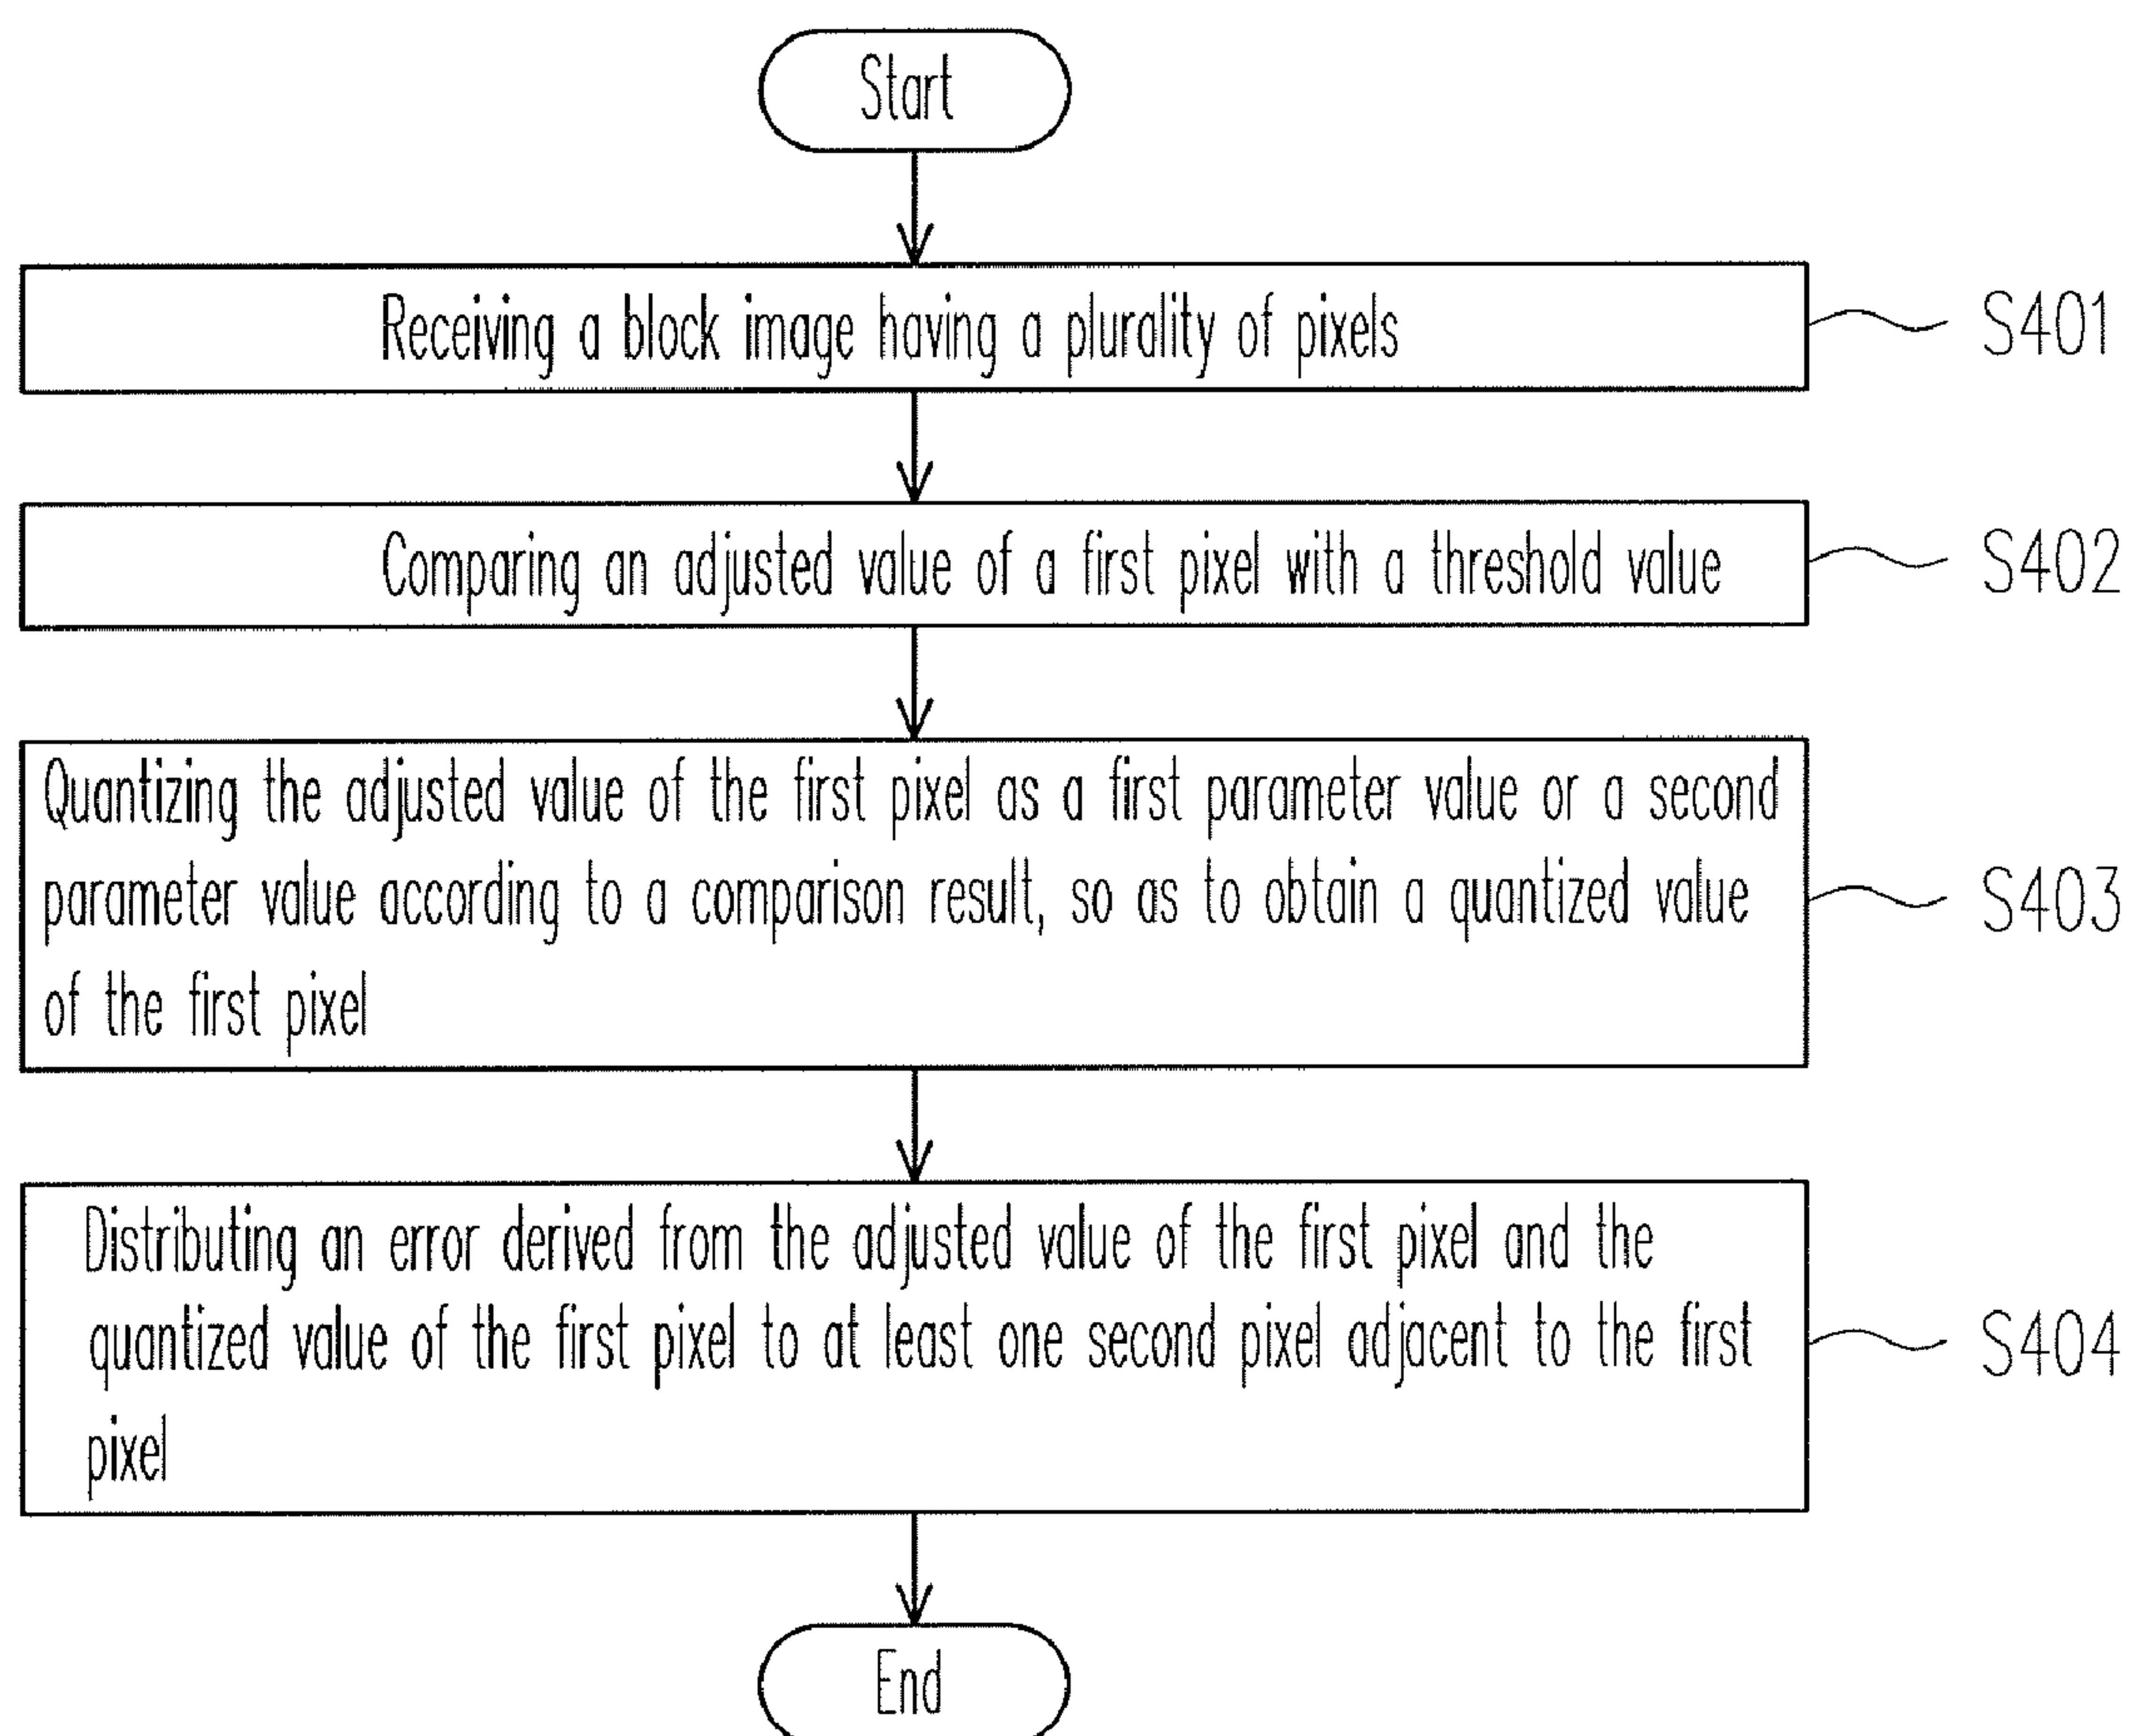 Start
Receiving a block image having a plurality of pixels
S401
Comparing an adjusted value of a first pixel with a threshold value
S402
Quantizing the adjusted value of the first pixel as a first parameter value or a second
parameter value according to a comparison result, so as to obtain a quantized value
of the first pixel
S403
Distributing an error derived from the adjusted value of the first pixel and the
quantized value of the first pixel to at least one second pixel adjacent to the first
pixel
S404
End